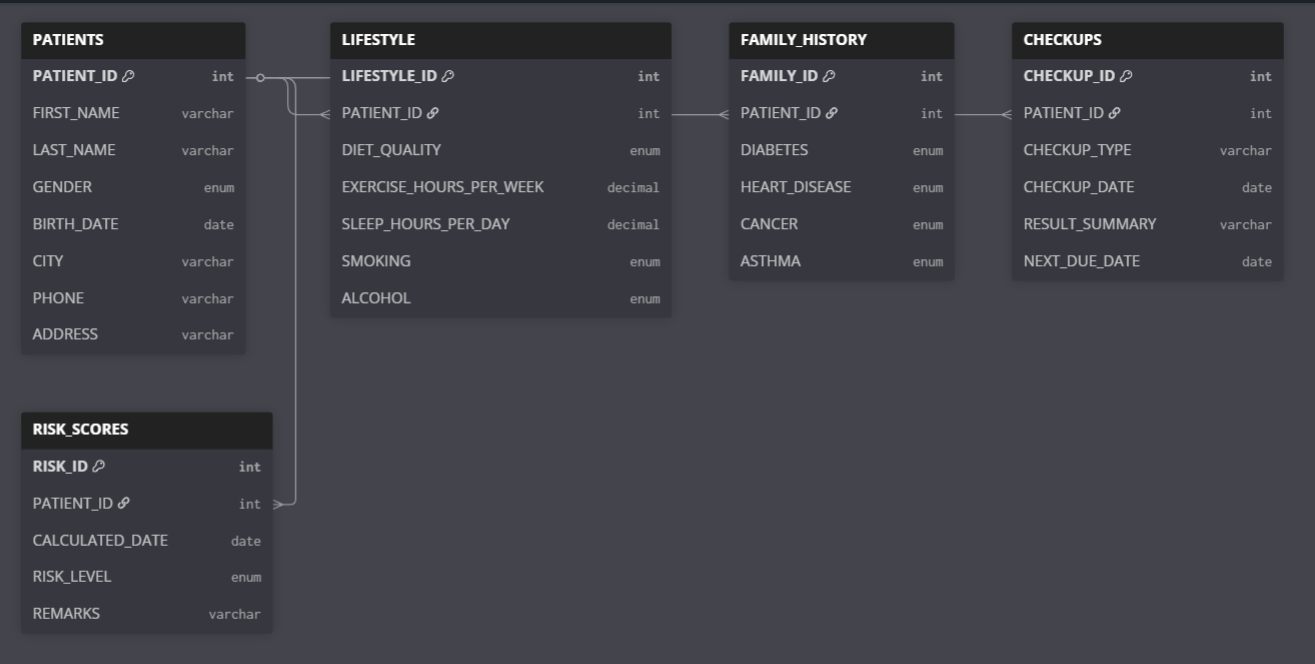 PATIENTS
PATIENT_ID int
FIRST_NAME varchar
LAST_NAME varchar
GENDER enum
BIRTH_DATE date
CITY varchar
PHONE varchar
ADDRESS varchar
LIFESTYLE
LIFESTYLE_ID int
PATIENT_ID int
DIET_QUALITY enum
EXERCISE_HOURS_PER_WEEK decimal
SLEEP_HOURS_PER_DAY decimal
SMOKING enum
ALCOHOL enum
FAMILY_HISTORY
FAMILY_ID int
PATIENT_ID int
DIABETES enum
HEART_DISEASE enum
CANCER enum
ASTHMA enum
CHECKUPS
CHECKUP_ID int
PATIENT_ID int
CHECKUP_TYPE varchar
CHECKUP_DATE date
RESULT_SUMMARY varchar
NEXT_DUE_DATE date
RISK_SCORES
RISK_ID int
PATIENT_ID int
CALCULATED_DATE date
RISK_LEVEL enum
REMARKS varchar